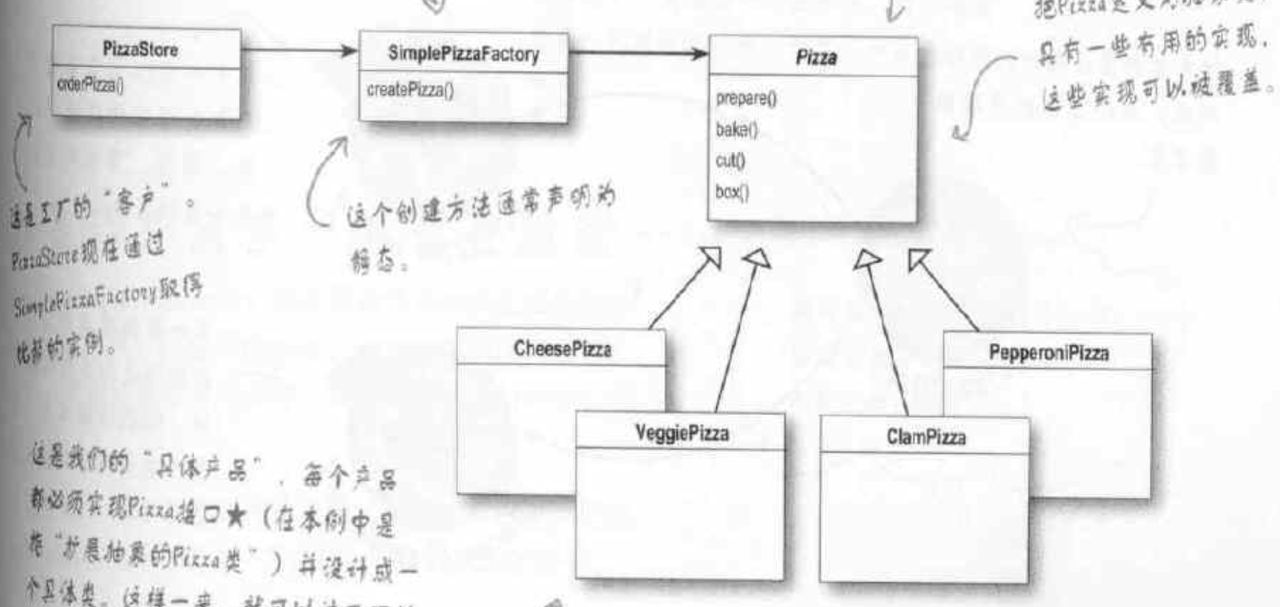 把Pizza定义为抽象类，
具有一些有用的实现，
这些实现可以被覆盖。
PizzaStore
orderPizza()
SimplePizzaFactory
createPizza()
Pizza
prepare()
bake()
cut()
box()
这是工厂的“客户”。
PizzaStore现在通过
SimplePizzaFactory取得
比萨的实例。
这个创建方法通常声明为
静态。
CheesePizza
VeggiePizza
ClamPizza
PepperoniPizza
这是我们的“具体产品”，每个产品
都必须实现Pizza接口★（在本例中是
指“扩展抽象的Pizza类”）并设计成一
个具体类。这样一来，就可以